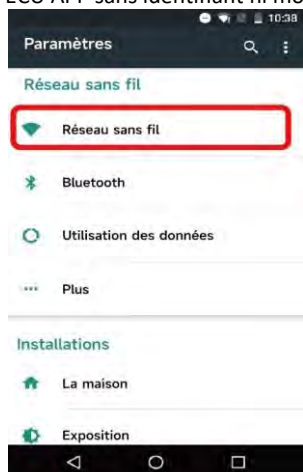 10:38
Paramètres
Réseau sans fil
Réseau sans fil
Bluetooth
Utilisation des données
Plus
Installations
La maison
Exposition